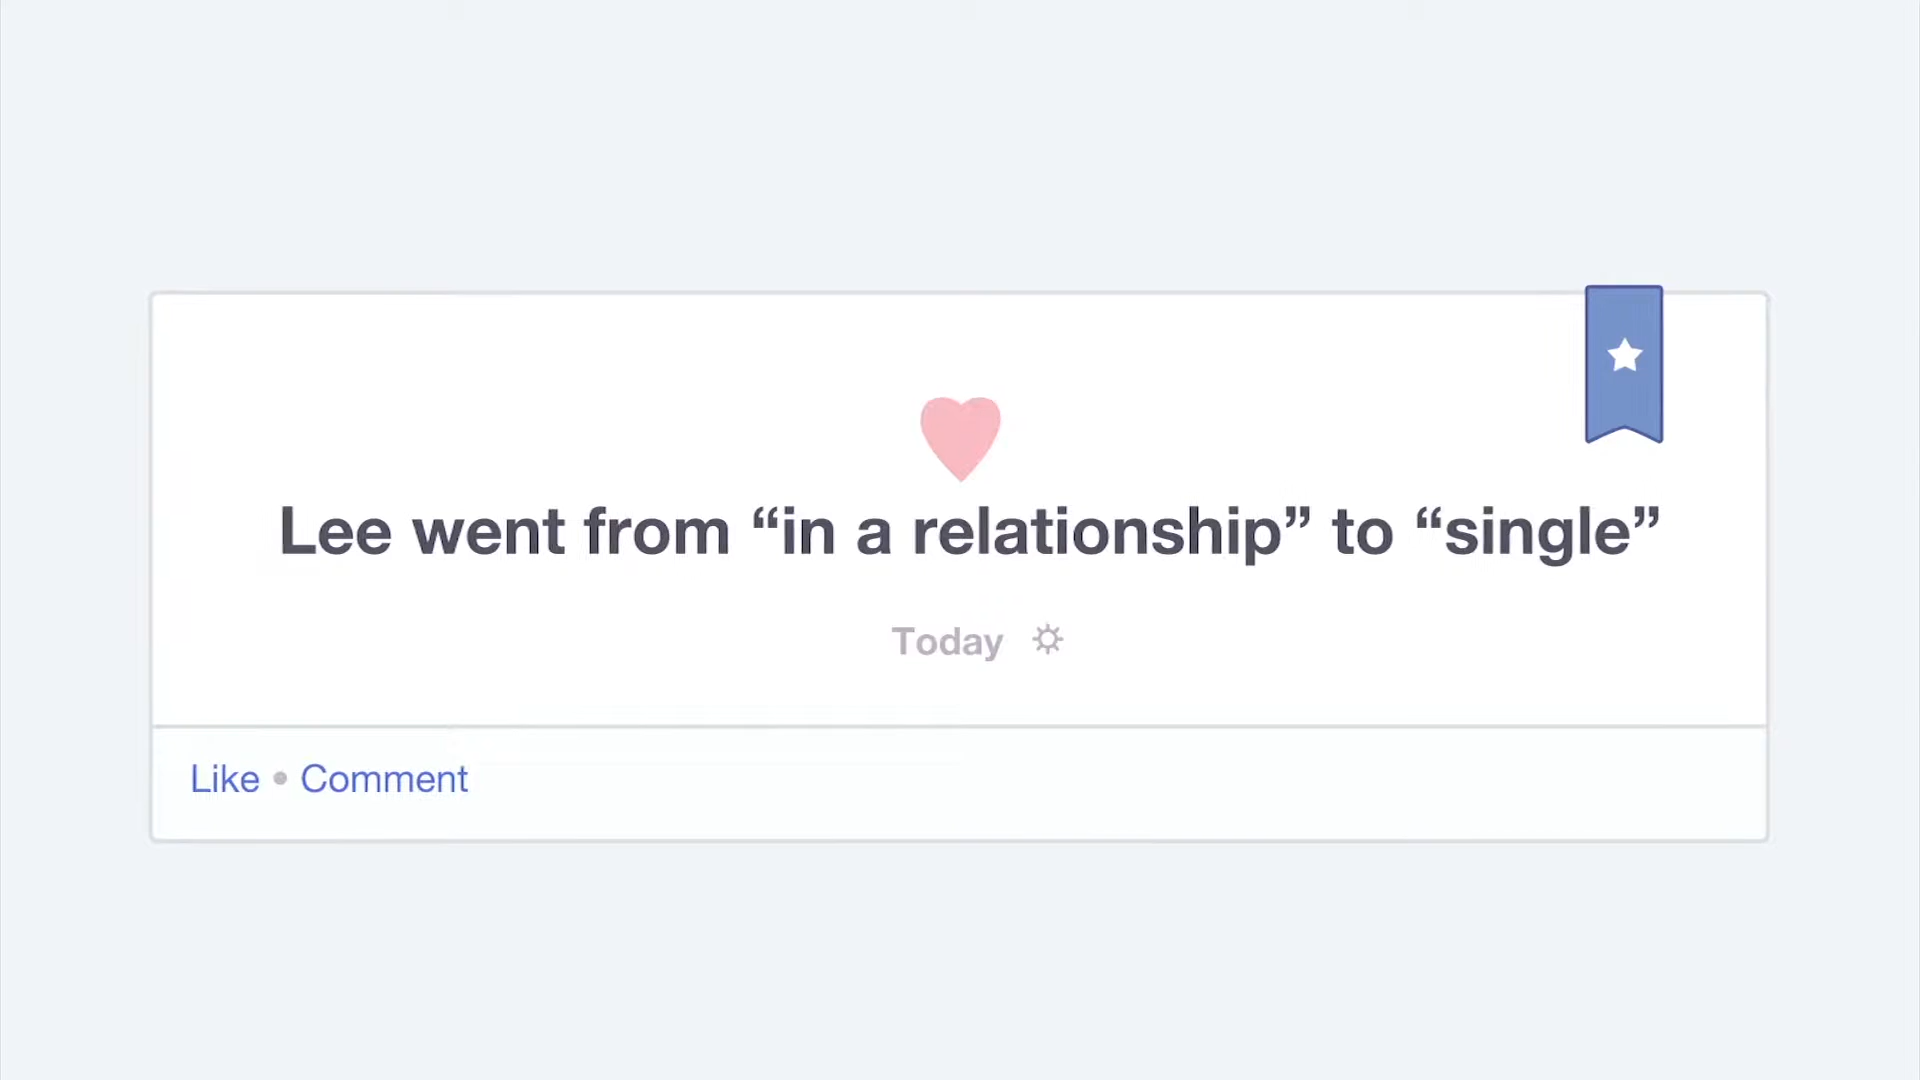 Lee went from “in a relationship” to “single”
Today
Like • Comment